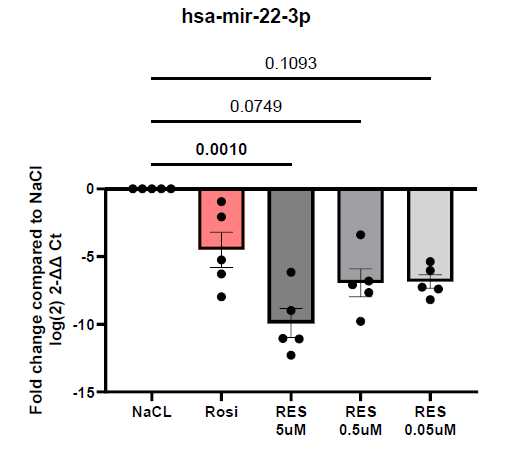 hsa-mir-22-3p
0.1093
0.0749
0.0010
Fold change compared to NaCl
log(2) 2-ΔΔ Ct
0
-5
-10
-15
NaCL
Rosi
RES
5uM
RES
0.5uM
RES
0.05uM